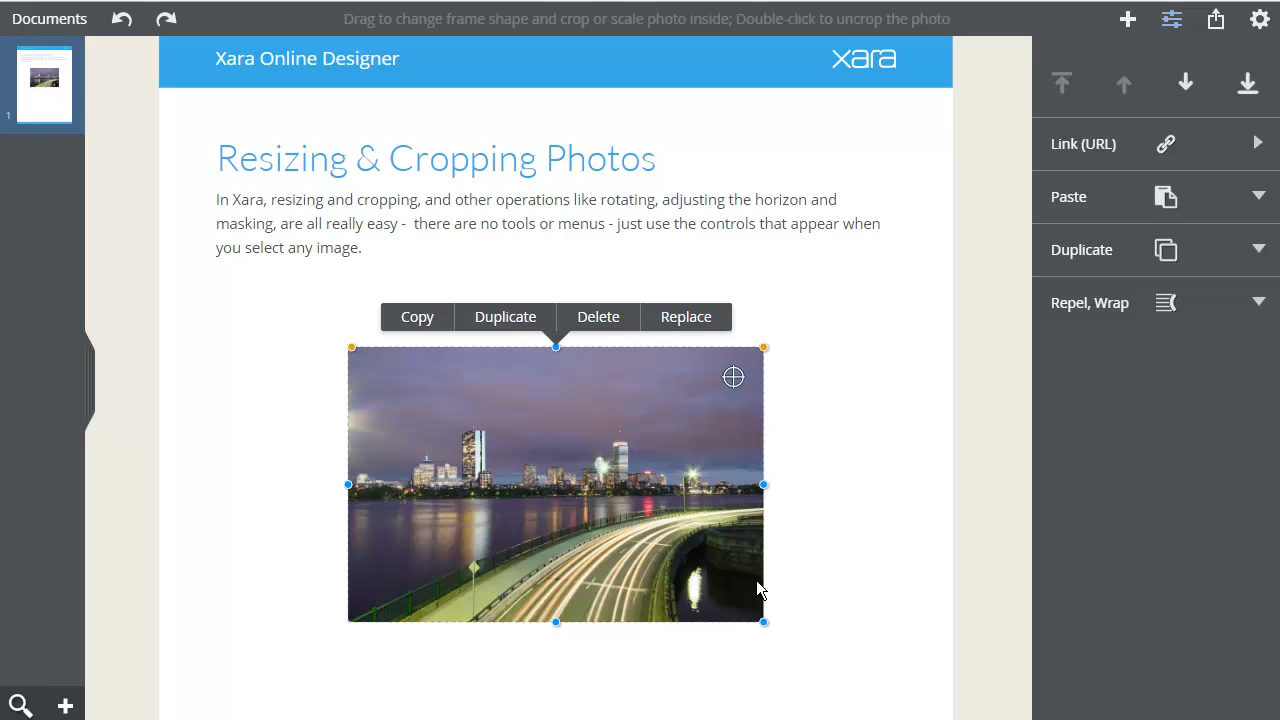 Documents
Drag to change frame shape and crop or scale photo inside; Double-click to uncrop the photo
Xara Online Designer
xara
1
Resizing & Cropping Photos
In Xara, resizing and cropping, and other operations like rotating, adjusting the horizon and
masking, are all really easy -  there are no tools or menus - just use the controls that appear when
you select any image.
Copy
Duplicate
Delete
Replace
Link (URL)
Paste
Duplicate
Repel, Wrap